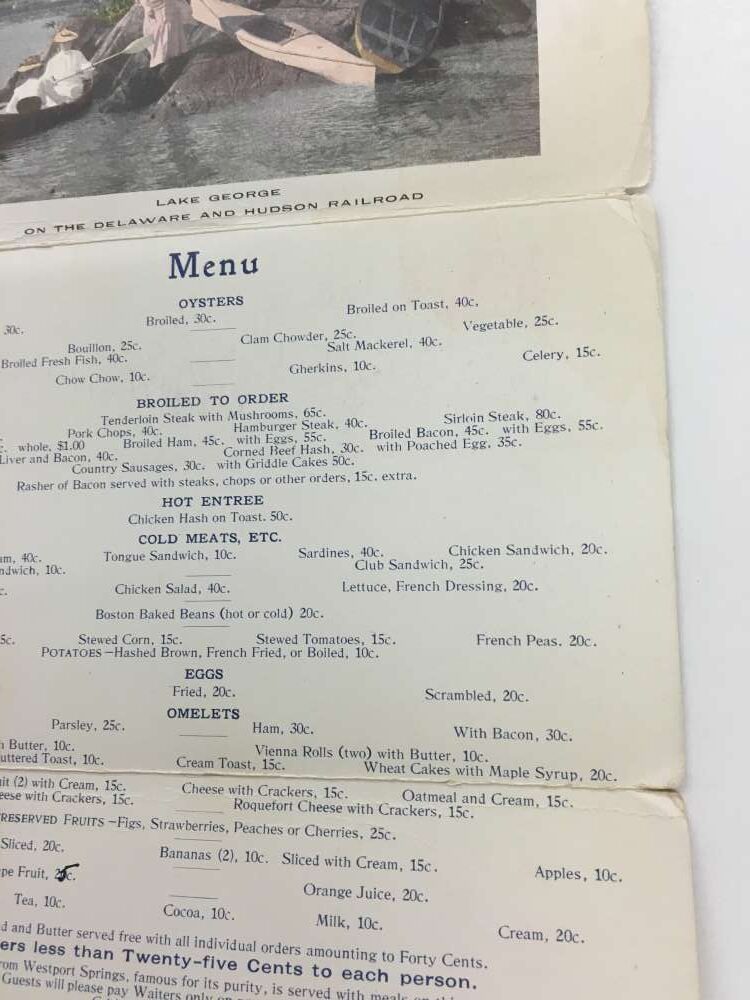 LAKE GEORGE
ON THE DELAWARE AND HUDSON RAILROAD
Menu
OYSTERS
30c. Broiled, 30c. Broiled on Toast, 40c.
Bouillon, 25c. Clam Chowder, 25c. Vegetable, 25c.
Broiled Fresh Fish, 40c. Salt Mackerel, 40c.
Chow Chow, 10c. Gherkins, 10c. Celery, 15c.
BROILED TO ORDER
Tenderloin Steak with Mushrooms, 65c. Sirloin Steak, 80c.
Pork Chops, 40c. Hamburger Steak, 40c.
whole, $1.00 Broiled Ham, 45c. with Eggs, 55c. Broiled Bacon, 45c. with Eggs, 55c.
Liver and Bacon, 40c. Corned Beef Hash, 30c. with Poached Egg, 35c.
Country Sausages, 30c. with Griddle Cakes 50c.
Rasher of Bacon served with steaks, chops or other orders, 15c. extra.
HOT ENTREE
Chicken Hash on Toast. 50c.
COLD MEATS, ETC.
am, 40c. Tongue Sandwich, 10c. Sardines, 40c. Chicken Sandwich, 20c.
ndwich, 10c. Club Sandwich, 25c.
c. Chicken Salad, 40c. Lettuce, French Dressing, 20c.
Boston Baked Beans (hot or cold) 20c.
5c. Stewed Corn, 15c. Stewed Tomatoes, 15c. French Peas. 20c.
POTATOES—Hashed Brown, French Fried, or Boiled, 10c.
EGGS
Fried, 20c. Scrambled, 20c.
OMELETS
Parsley, 25c. Ham, 30c. With Bacon, 30c.
h Butter, 10c. Vienna Rolls (two) with Butter, 10c.
uttered Toast, 10c. Cream Toast, 15c. Wheat Cakes with Maple Syrup, 20c.
uit (2) with Cream, 15c. Cheese with Crackers, 15c. Oatmeal and Cream, 15c.
eese with Crackers, 15c. Roquefort Cheese with Crackers, 15c.
RESERVED FRUITS—Figs, Strawberries, Peaches or Cherries, 25c.
Sliced, 20c. Bananas (2), 10c. Sliced with Cream, 15c. Apples, 10c.
pe Fruit, 25c. Orange Juice, 20c.
Tea, 10c. Cocoa, 10c. Milk, 10c. Cream, 20c.
d and Butter served free with all individual orders amounting to Forty Cents.
ers less than Twenty-five Cents to each person.
rom Westport Springs, famous for its purity, is served with meals on
Guests will please pay Waiters only on